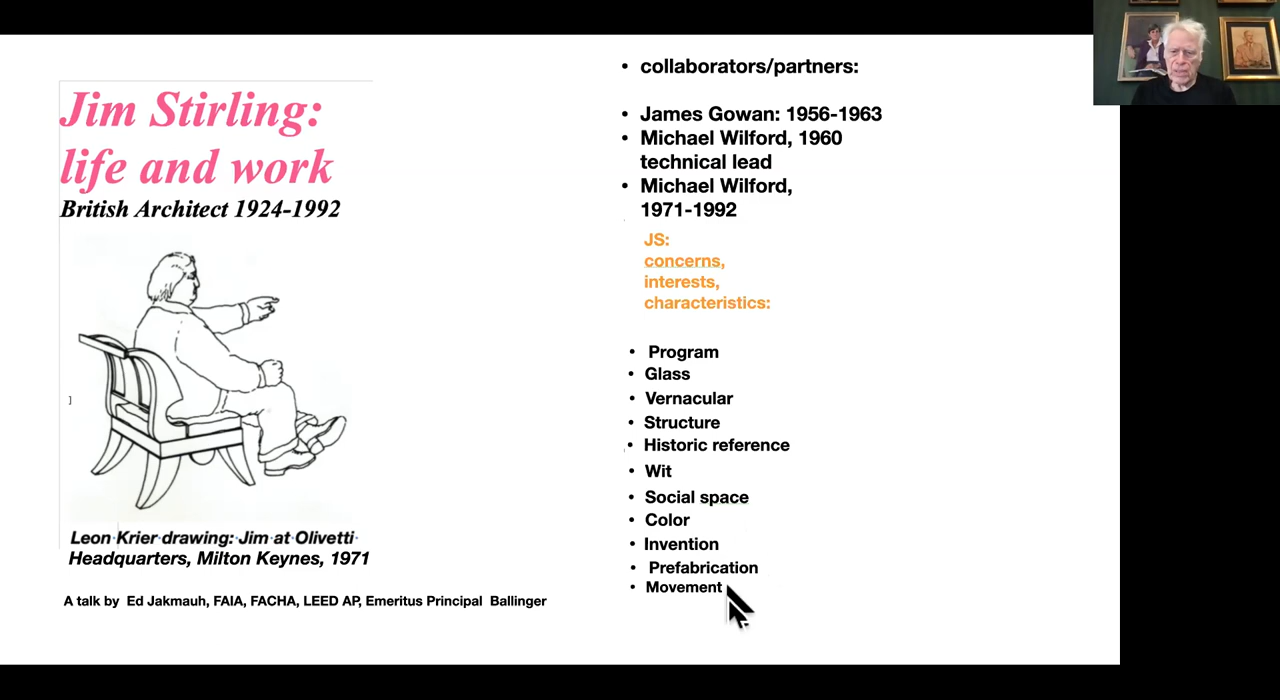 Jim Stirling:
life and work
British Architect 1924-1992
]
Leon Krier drawing: Jim at Olivetti
Headquarters, Milton Keynes, 1971
A talk by Ed Jakmauh, FAIA, FACHA, LEED AP, Emeritus Principal Ballinger
• collaborators/partners:
• James Gowan: 1956-1963
• Michael Wilford, 1960
technical lead
• Michael Wilford,
1971-1992
JS:
concerns,
interests,
characteristics:
• Program
• Glass
• Vernacular
• Structure
• Historic reference
• Wit
• Social space
• Color
• Invention
• Prefabrication
• Movement